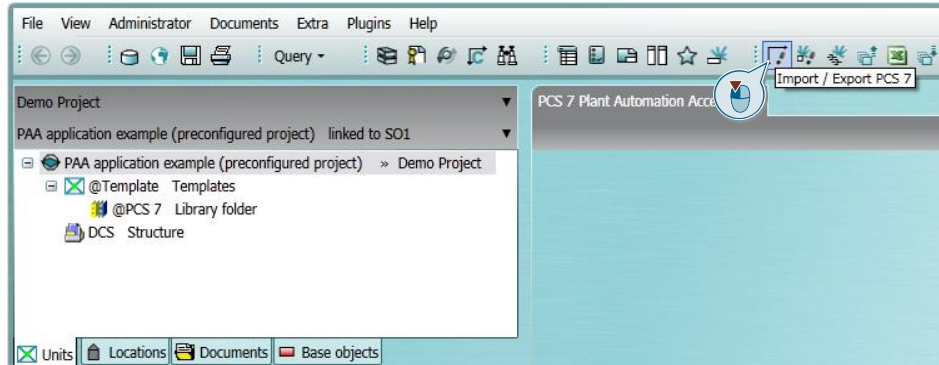 File View Administrator Documents Extra Plugins Help
Query
Import / Export PCS 7
Demo Project
PCS 7 Plant Automation Acce
PAA application example (preconfigured project) linked to SO1
PAA application example (preconfigured project) » Demo Project
@Template Templates
@PCS 7 Library folder
DCS Structure
Units Locations Documents Base objects